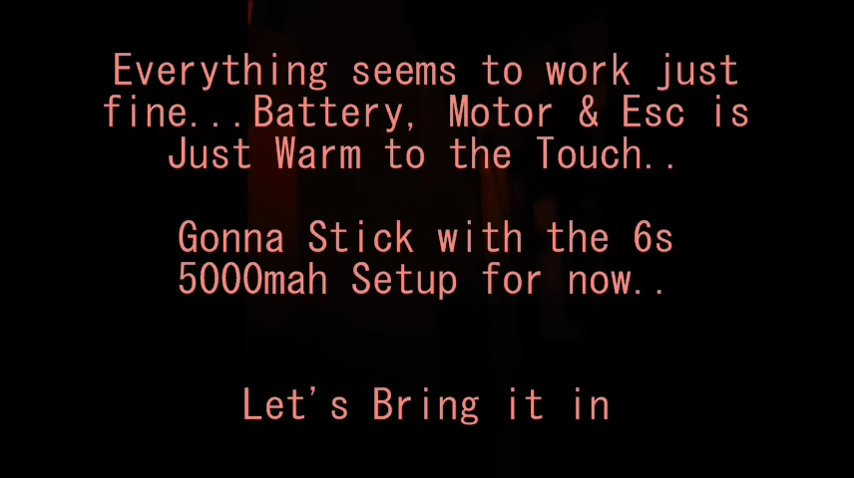 Everything seems to work just
fine...Battery, Motor & Esc is
Just Warm to the Touch..
Gonna Stick with the 6s
5000mah Setup for now..
Let's Bring it in